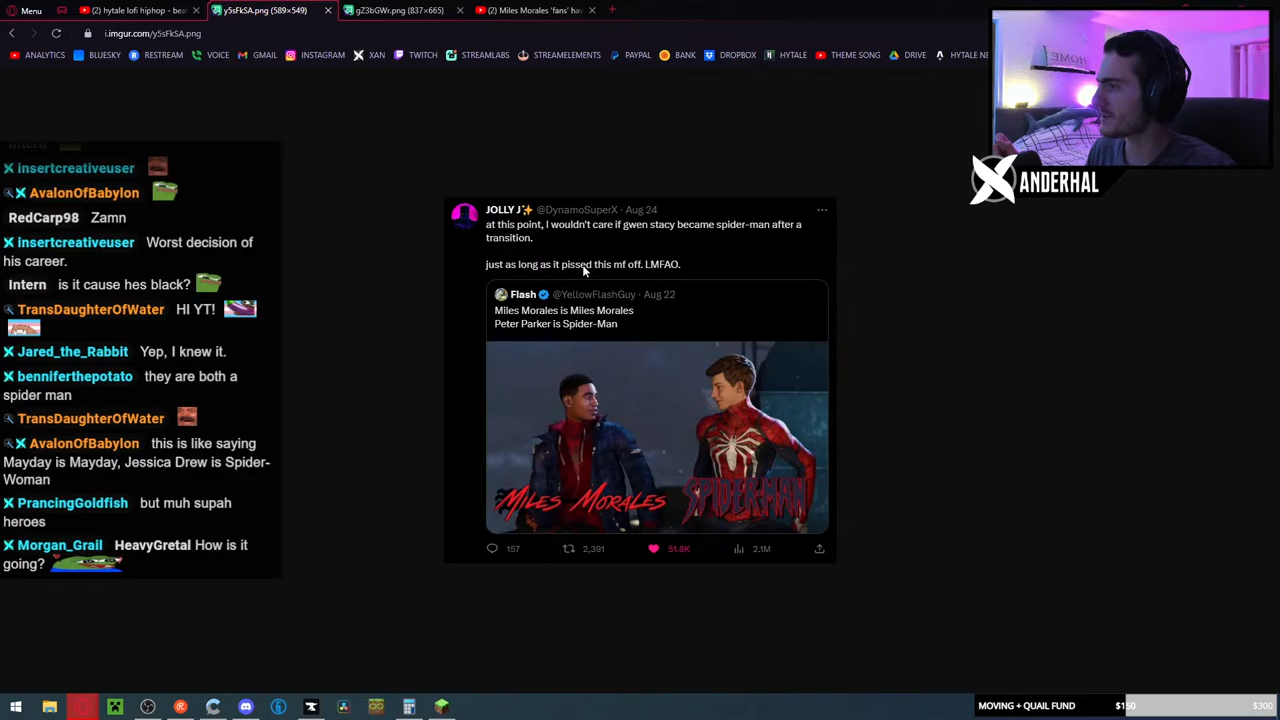 Menu
(2) hytale lofi hiphop - bea
y5sFkSA.png (589×549)
gZ3bGWr.png (837×665)
(2) Miles Morales 'fans' hav
i.imgur.com/y5sFkSA.png
ANALYTICS BLUESKY RESTREAM VOICE GMAIL INSTAGRAM XAN TWITCH STREAMLABS STREAMELEMENTS PAYPAL BANK DROPBOX HYTALE THEME SONG DRIVE HYTALE NE
HOME
ANDERHAL
insertcreativeuser
AvalonOfBabylon
RedCarp98 Zamn
insertcreativeuser Worst decision of
his career.
Intern is it cause hes black?
TransDaughterOfWater HI YT!
Jared_the_Rabbit Yep, I knew it.
benniferthepotato they are both a
spider man
TransDaughterOfWater
AvalonOfBabylon this is like saying
Mayday is Mayday, Jessica Drew is Spider-
Woman
PrancingGoldfish but muh supah
heroes
Morgan_Grail HeavyGretal How is it
going?
JOLLY J✨ @DynamoSuperX · Aug 24
at this point, I wouldn't care if gwen stacy became spider-man after a
transition.
just as long as it pissed this mf off. LMFAO.
Flash @YellowFlashGuy · Aug 22
Miles Morales is Miles Morales
Peter Parker is Spider-Man
MILES MORALES
SPIDER-MAN
157 2,391 51.8K 2.1M
MOVING + QUAIL FUND $150 $300